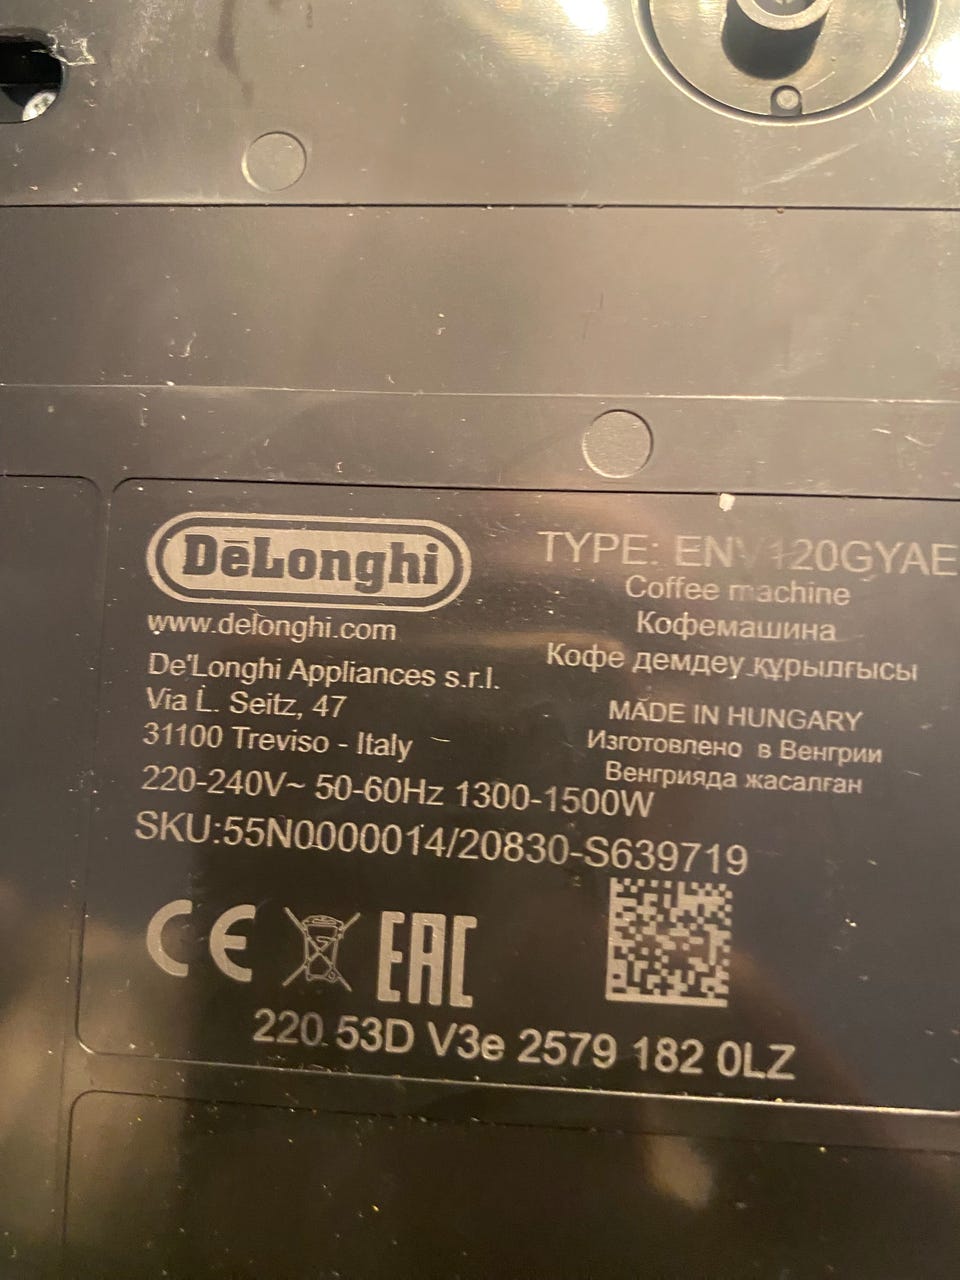 DēLonghi
www.delonghi.com
De'Longhi Appliances s.r.l.
Via L. Seitz, 47
31100 Treviso - Italy
220-240V~ 50-60Hz 1300-1500W
SKU:55N0000014/20830-S639719
TYPE: ENV120GYAE
Coffee machine
Кофемашина
Кофе демдеу құрылғысы
MADE IN HUNGARY
Изготовлено в Венгрии
Венгрияда жасалған
CE
EAC
220 53D V3e 2579 182 0LZ